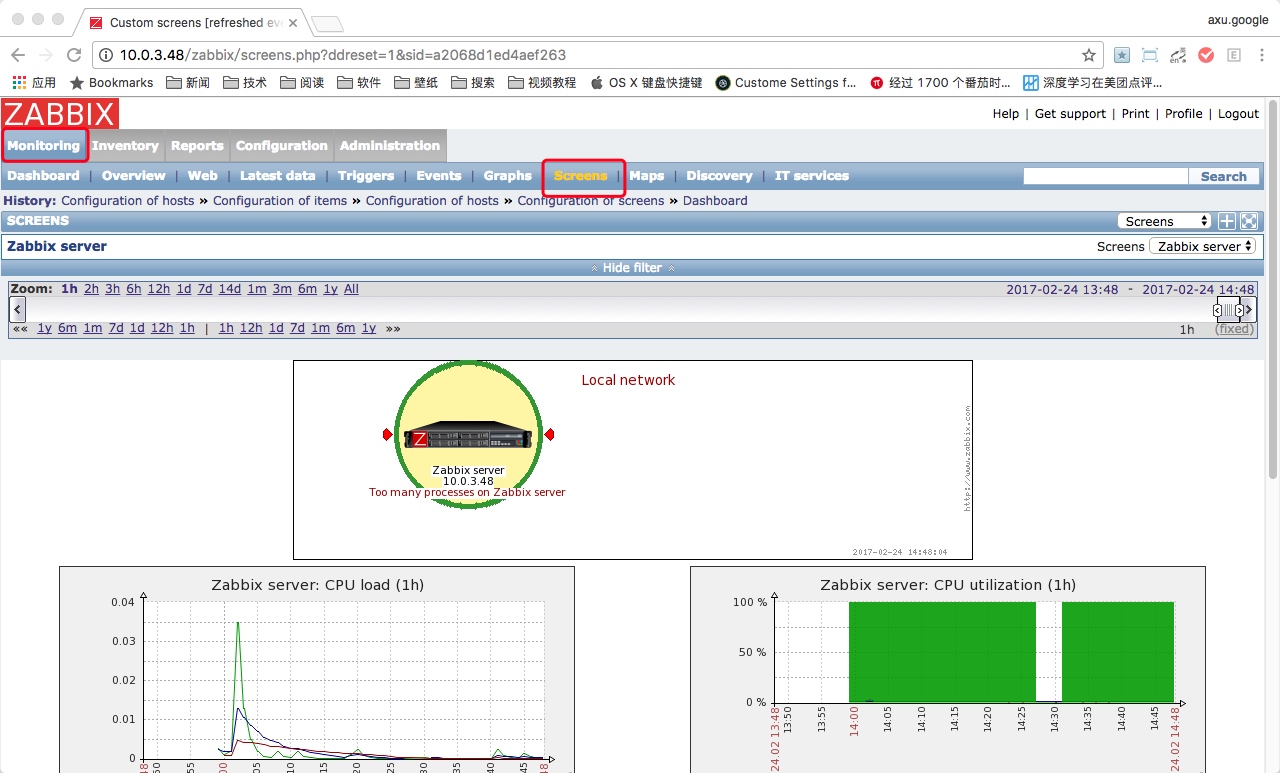 Custom screens [refreshed eve
axu.google
10.0.3.48/zabbix/screens.php?ddreset=1&sid=a2068d1ed4aef263
应用 Bookmarks 新闻 技术 阅读 软件 壁纸 搜索 视频教程 OS X 键盘快捷键 Custome Settings f... 经过 1700 个番茄时... 深度学习在美团点评...
ZABBIX
Help | Get support | Print | Profile | Logout
Monitoring Inventory Reports Configuration Administration
Dashboard | Overview | Web | Latest data | Triggers | Events | Graphs | Screens | Maps | Discovery | IT services Search
History: Configuration of hosts » Configuration of items » Configuration of hosts » Configuration of screens » Dashboard
SCREENS Screens
Zabbix server Screens Zabbix server
Hide filter
Zoom: 1h 2h 3h 6h 12h 1d 7d 14d 1m 3m 6m 1y All 2017-02-24 13:48 - 2017-02-24 14:48
«« 1y 6m 1m 7d 1d 12h 1h | 1h 12h 1d 7d 1m 6m 1y »» 1h (fixed)
Local network
Zabbix server
10.0.3.48
Too many processes on Zabbix server
http://www.zabbix.com
2017-02-24 14:48:04
Zabbix server: CPU load (1h)
0.04
0.03
0.02
0.01
0
Zabbix server: CPU utilization (1h)
100 %
50 %
0 %
24.02 13:48 13:50 13:55 14:00 14:05 14:10 14:15 14:20 14:25 14:30 14:35 14:40 14:45 24.02 14:48